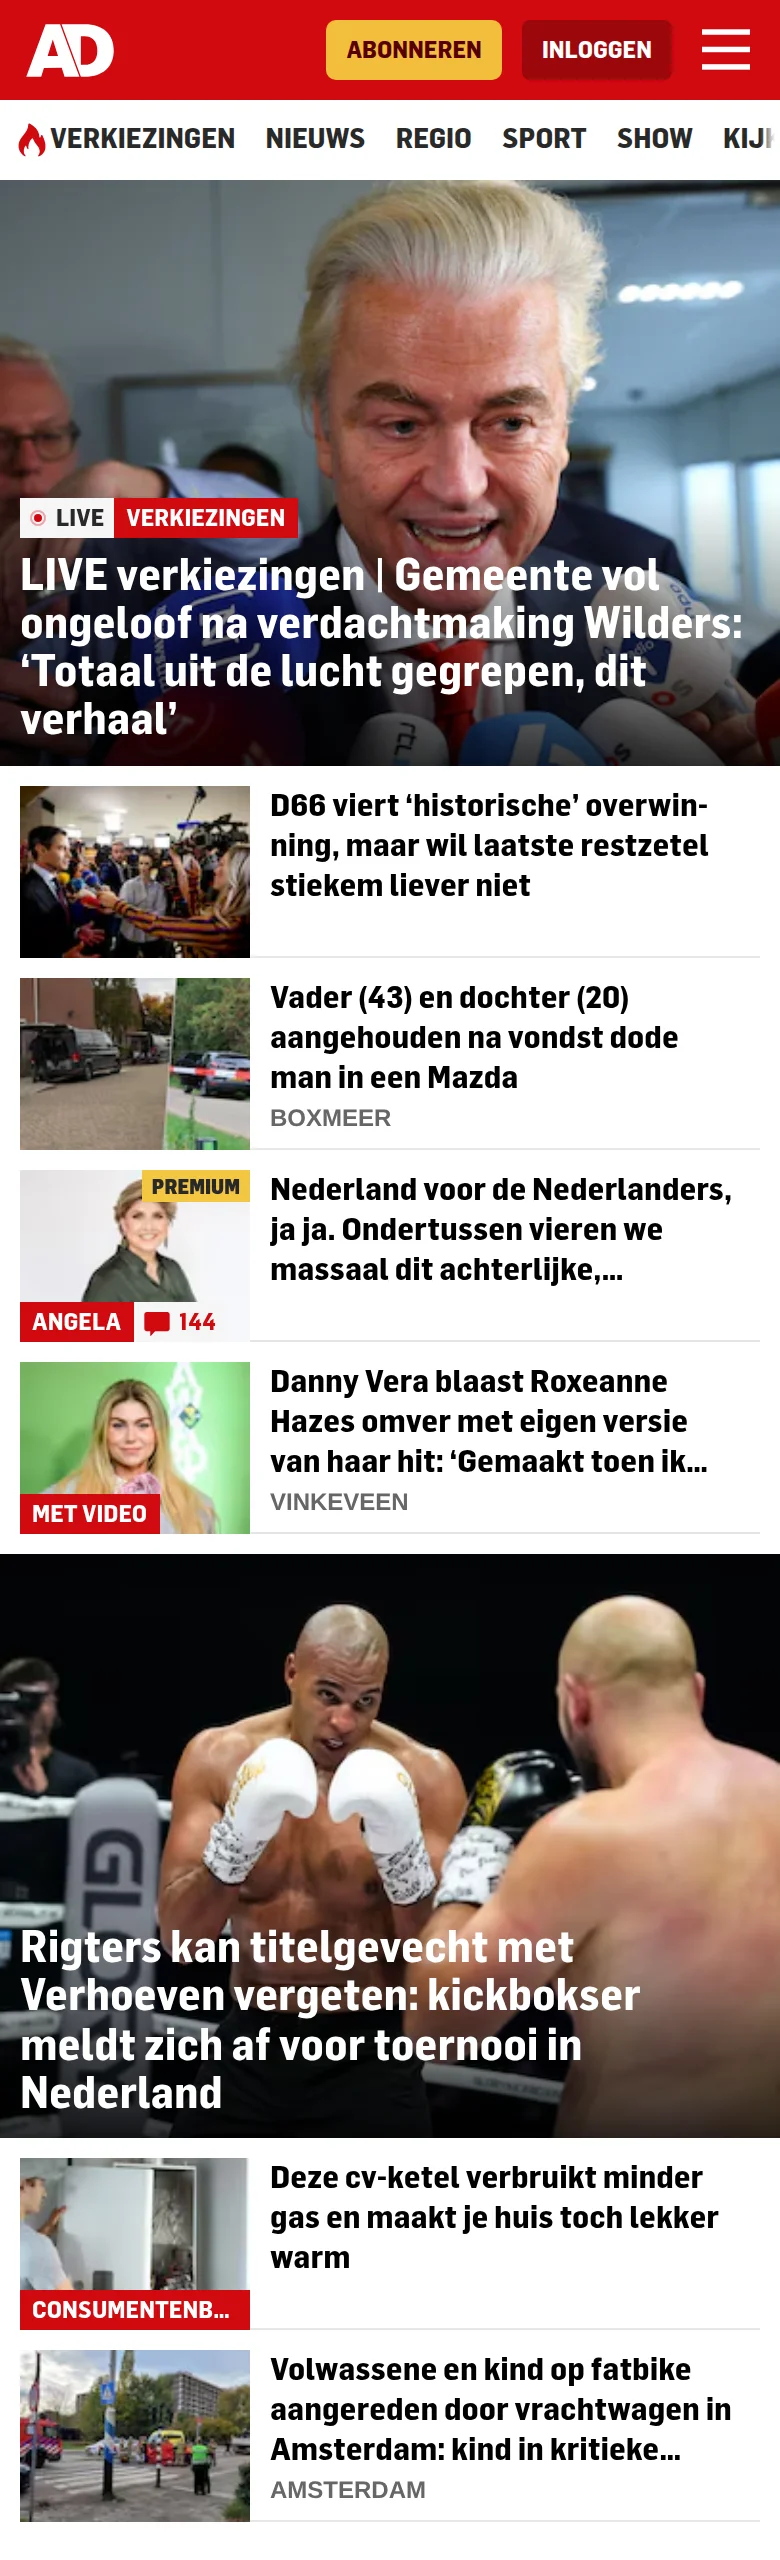 AD
ABONNEREN
INLOGGEN
VERKIEZINGEN
NIEUWS
REGIO
SPORT
SHOW
LIVE
VERKIEZINGEN
LIVE verkiezingen | Gemeente vol
ongeloof na verdachtmaking Wilders:
‘Totaal uit de lucht gegrepen, dit
verhaal’
D66 viert ‘historische’ overwin-
ning, maar wil laatste restzetel
stiekem liever niet
Vader (43) en dochter (20)
aangehouden na vondst dode
man in een Mazda
BOXMEER
PREMIUM
ANGELA
144
Nederland voor de Nederlanders,
ja ja. Ondertussen vieren we
massaal dit achterlijke,...
MET VIDEO
Danny Vera blaast Roxeanne
Hazes omver met eigen versie
van haar hit: ‘Gemaakt toen ik...
VINKEVEEN
Rigters kan titelgevecht met
Verhoeven vergeten: kickbokser
meldt zich af voor toernooi in
Nederland
CONSUMENTENB...
Deze cv-ketel verbruikt minder
gas en maakt je huis toch lekker
warm
Volwassene en kind op fatbike
aangereden door vrachtwagen in
Amsterdam: kind in kritieke...
AMSTERDAM